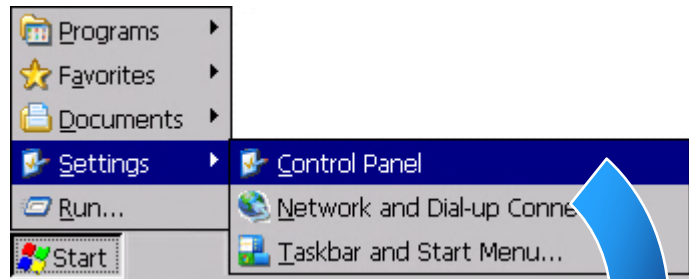 Programs
Favorites
Documents
Settings
Control Panel
Run...
Network and Dial-up Conne
Start
Taskbar and Start Menu...